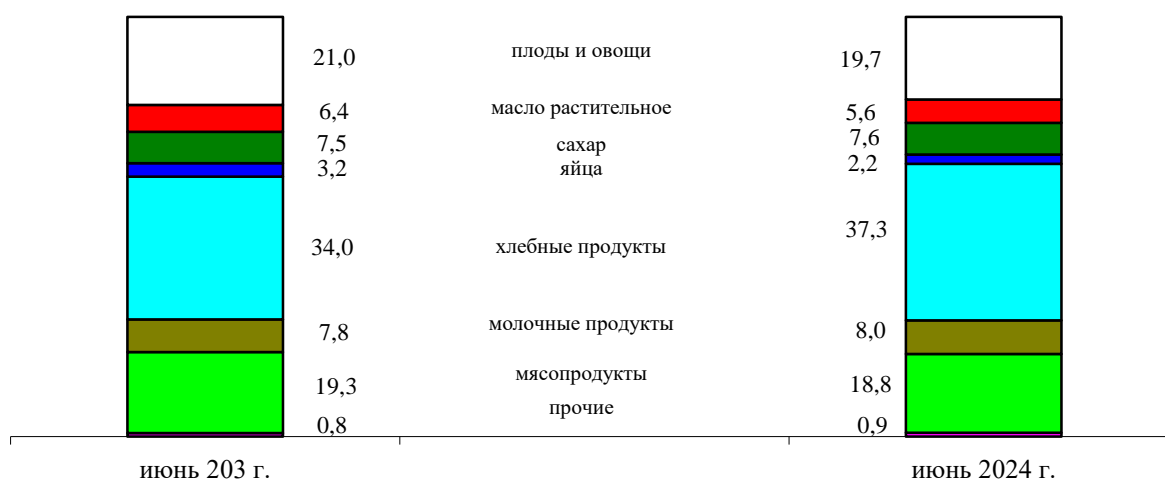 21,0 плоды и овощи 19,7
6,4 масло растительное 5,6
7,5 сахар 7,6
3,2 яйца 2,2
34,0 хлебные продукты 37,3
7,8 молочные продукты 8,0
19,3 мясопродукты 18,8
0,8 прочие 0,9
июнь 203 г. июнь 2024 г.